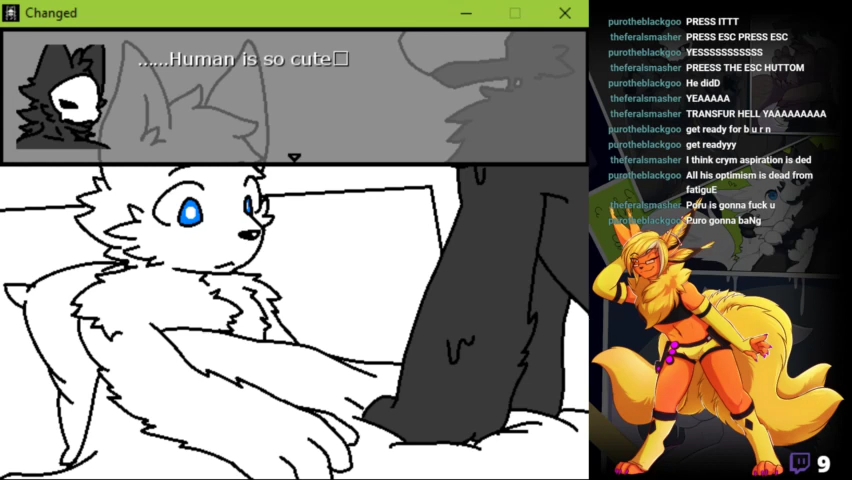 Changed
......Human is so cute
purotheblackgoo PRESS ITTT
theferalsmasher PRESS ESC PRESS ESC
purotheblackgoo YESSSSSSSSSSS
theferalsmasher PREESS THE ESC HUTTOM
purotheblackgoo He didD
theferalsmasher YEAAAAA
theferalsmasher TRANSFUR HELL YAAAAAAAAA
purotheblackgoo get ready for b u r n
purotheblackgoo get readyyy
theferalsmasher I think crym aspiration is ded
purotheblackgoo All his optimism is dead from
fatiguE
theferalsmasher Poru is gonna fuck u
purotheblackgoo Puro gonna baNg
9